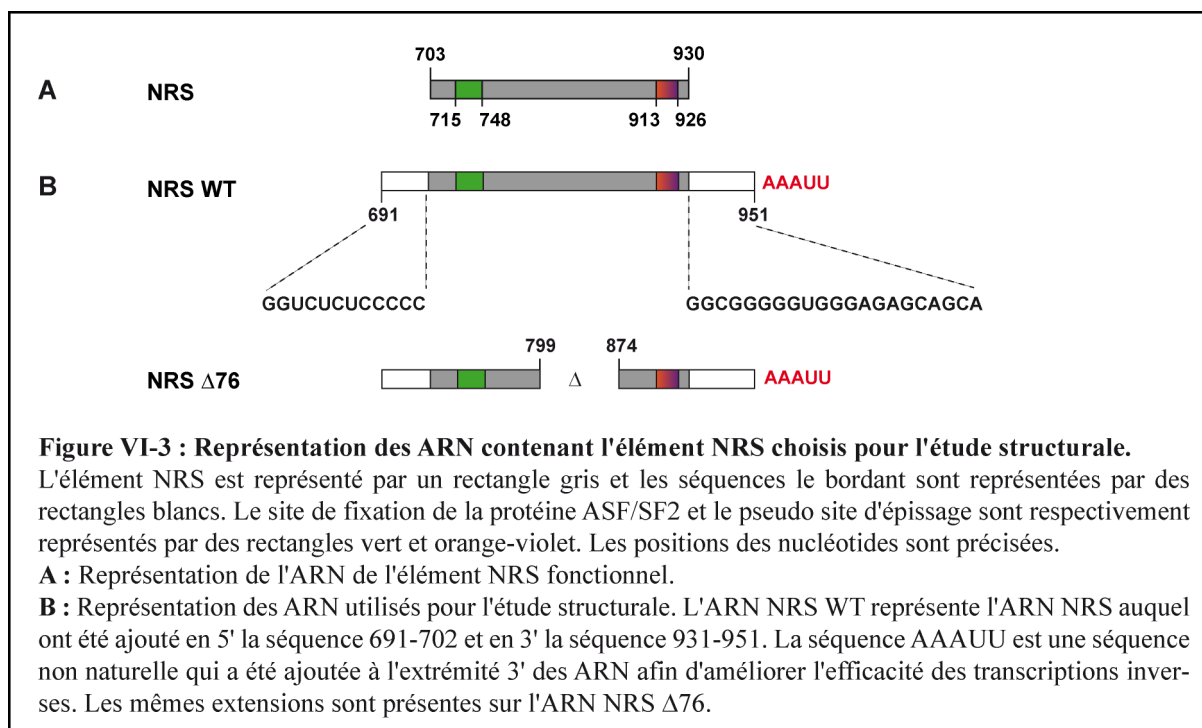 703 930
A NRS
715 748 913 926
B NRS WT AAAUU
691 951
GGUCUCUCCCCC GGCGGGGGUGGGAGAGCAGCA
799 874
NRS Δ76 Δ AAAUU
Figure VI-3 : Représentation des ARN contenant l'élément NRS choisis pour l'étude structurale.
L'élément NRS est représenté par un rectangle gris et les séquences le bordant sont représentées par des
rectangles blancs. Le site de fixation de la protéine ASF/SF2 et le pseudo site d'épissage sont respectivement
représentés par des rectangles vert et orange-violet. Les positions des nucléotides sont précisées.
A : Représentation de l'ARN de l'élément NRS fonctionnel.
B : Représentation des ARN utilisés pour l'étude structurale. L'ARN NRS WT représente l'ARN NRS auquel
ont été ajouté en 5' la séquence 691-702 et en 3' la séquence 931-951. La séquence AAAUU est une séquence
non naturelle qui a été ajoutée à l'extrémité 3' des ARN afin d'améliorer l'efficacité des transcriptions inver-
ses. Les mêmes extensions sont présentes sur l'ARN NRS Δ76.